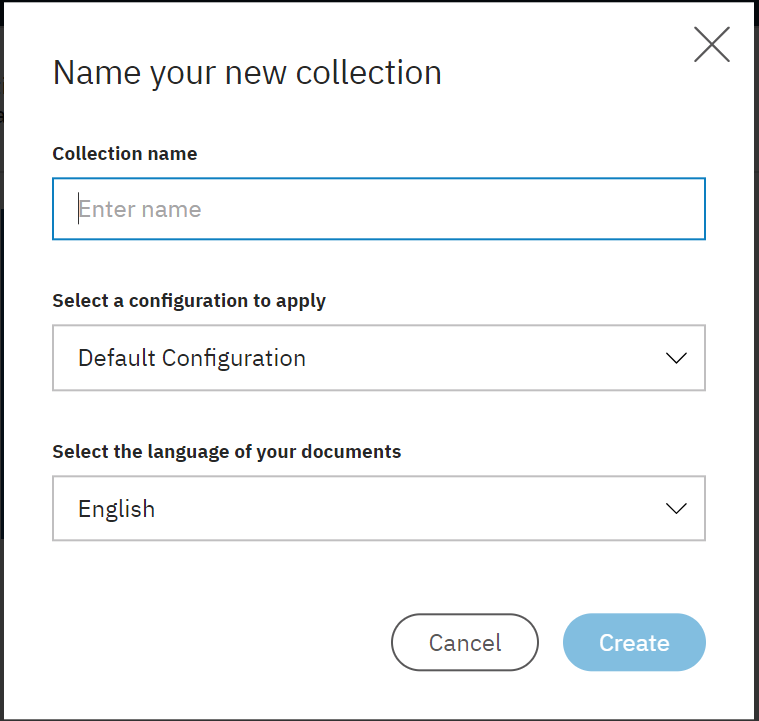 Name your new collection
Collection name
Enter name
Select a configuration to apply
Default Configuration
Select the language of your documents
English
Cancel
Create